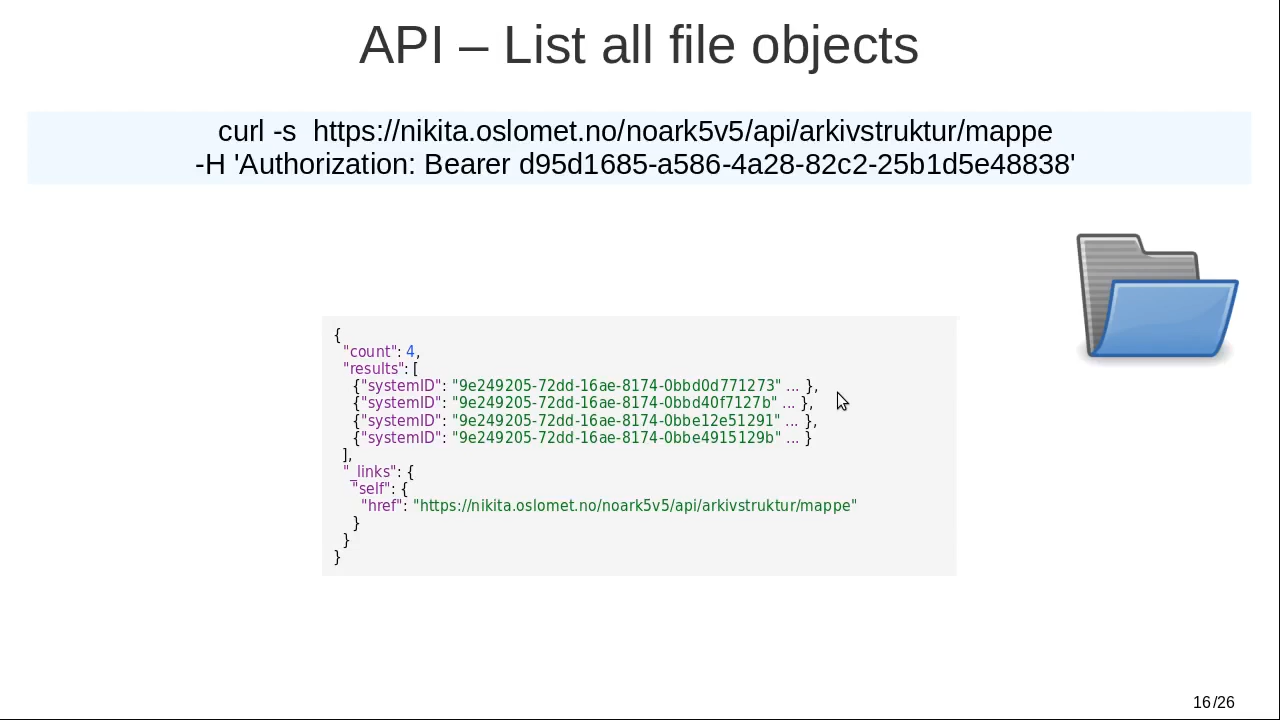 API – List all file objects
curl -s  https://nikita.oslomet.no/noark5v5/api/arkivstruktur/mappe
-H 'Authorization: Bearer d95d1685-a586-4a28-82c2-25b1d5e48838'
{
  "count": 4,
  "results": [
    {"systemID": "9e249205-72dd-16ae-8174-0bbd0d771273" ... },
    {"systemID": "9e249205-72dd-16ae-8174-0bbd40f7127b" ... },
    {"systemID": "9e249205-72dd-16ae-8174-0bbe12e51291" ... },
    {"systemID": "9e249205-72dd-16ae-8174-0bbe4915129b" ... }
  ],
  "_links": {
    "self": {
      "href": "https://nikita.oslomet.no/noark5v5/api/arkivstruktur/mappe"
    }
  }
}
16/26